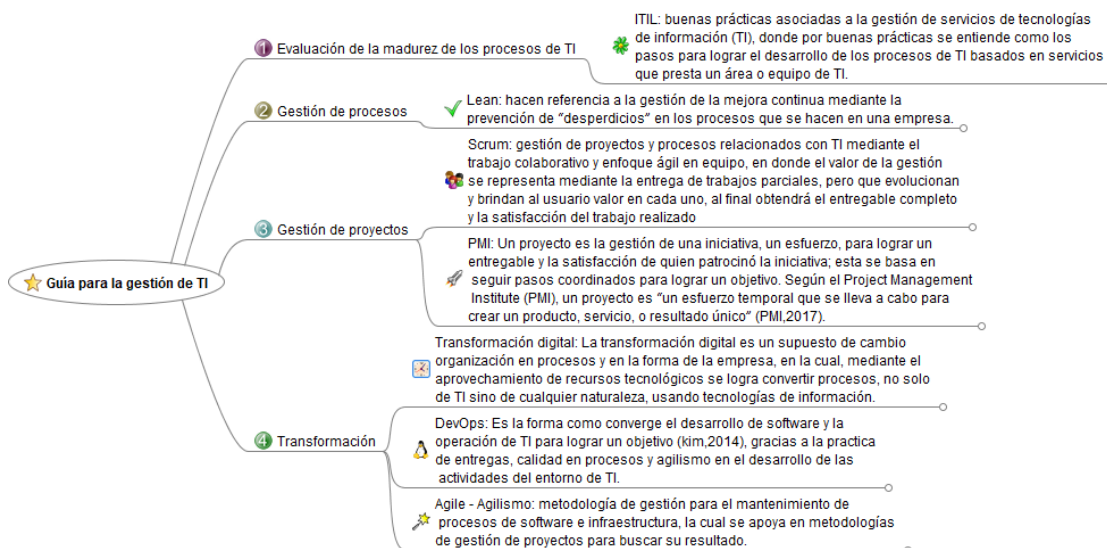 Guía para la gestión de TI
1 Evaluación de la madurez de los procesos de TI
ITIL: buenas prácticas asociadas a la gestión de servicios de tecnologías
de información (TI), donde por buenas prácticas se entiende como los
pasos para lograr el desarrollo de los procesos de TI basados en servicios
que presta un área o equipo de TI.
2 Gestión de procesos
Lean: hacen referencia a la gestión de la mejora continua mediante la
prevención de "desperdicios" en los procesos que se hacen en una empresa.
3 Gestión de proyectos
Scrum: gestión de proyectos y procesos relacionados con TI mediante el
trabajo colaborativo y enfoque ágil en equipo, en donde el valor de la gestión
se representa mediante la entrega de trabajos parciales, pero que evolucionan
y brindan al usuario valor en cada uno, al final obtendrá el entregable completo
y la satisfacción del trabajo realizado
PMI: Un proyecto es la gestión de una iniciativa, un esfuerzo, para lograr un
entregable y la satisfacción de quien patrocinó la iniciativa; esta se basa en
seguir pasos coordinados para lograr un objetivo. Según el Project Management
Institute (PMI), un proyecto es "un esfuerzo temporal que se lleva a cabo para
crear un producto, servicio, o resultado único" (PMI,2017).
4 Transformación
Transformación digital: La transformación digital es un supuesto de cambio
organización en procesos y en la forma de la empresa, en la cual, mediante el
aprovechamiento de recursos tecnológicos se logra convertir procesos, no solo
de TI sino de cualquier naturaleza, usando tecnologías de información.
DevOps: Es la forma como converge el desarrollo de software y la
operación de TI para lograr un objetivo (kim,2014), gracias a la practica
de entregas, calidad en procesos y agilismo en el desarrollo de las
actividades del entorno de TI.
Agile - Agilismo: metodología de gestión para el mantenimiento de
procesos de software e infraestructura, la cual se apoya en metodologías
de gestión de proyectos para buscar su resultado.